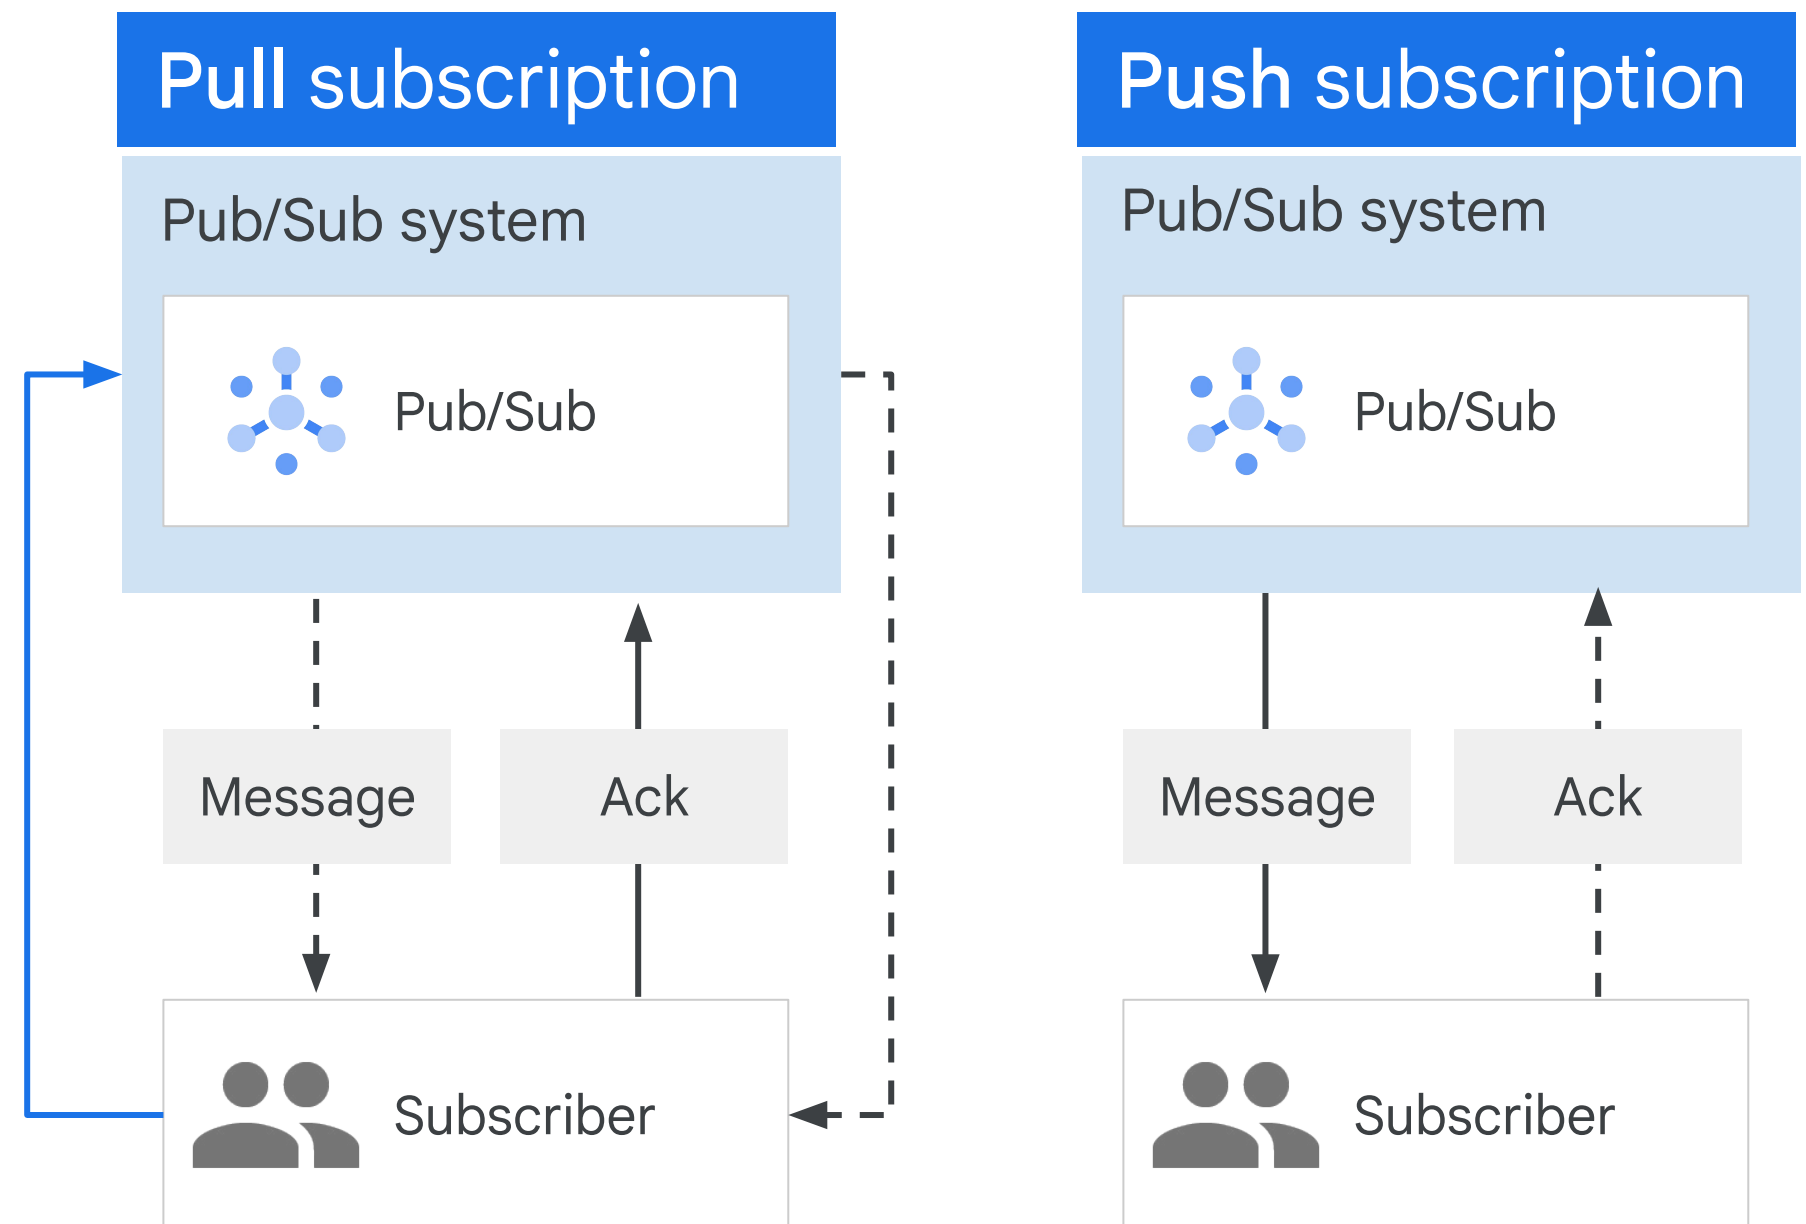 Pull subscription
Pub/Sub system
Pub/Sub
Message
Ack
Subscriber
Push subscription
Pub/Sub system
Pub/Sub
Message
Ack
Subscriber